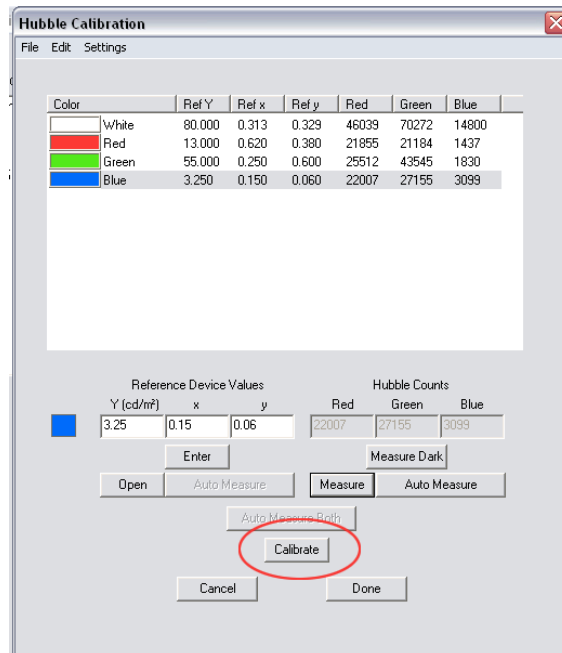 Hubble Calibration
File Edit Settings
Color Ref Y Ref x Ref y Red Green Blue
White 80.000 0.313 0.329 46039 70272 14800
Red 13.000 0.620 0.380 21855 21184 1437
Green 55.000 0.250 0.600 25512 43545 1830
Blue 3.250 0.150 0.060 22007 27155 3099
Reference Device Values Hubble Counts
Y (cd/m²) x y Red Green Blue
3.25 0.15 0.06 22007 27155 3099
Enter Measure Dark
Open Auto Measure Measure Auto Measure
Auto Measure Both
Calibrate
Cancel Done